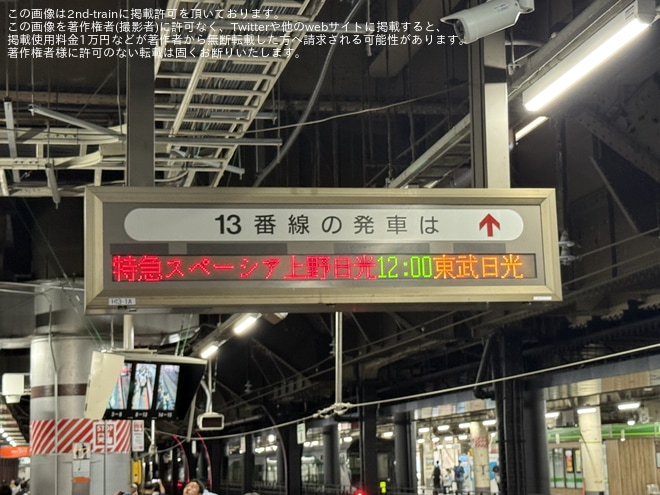 この画像は2nd-trainに掲載許可を頂いております。
この画像を著作権者(撮影者)に許可なく、Twitterや他のwebサイトに掲載すると、
掲載使用料金1万円などが著作権者から無断転載した方へ請求される可能性があります。
著作権者様に許可のない転載は固くお断りいたします。
13番線の発車は ↑
特急スペーシア上野日光12:00東武日光